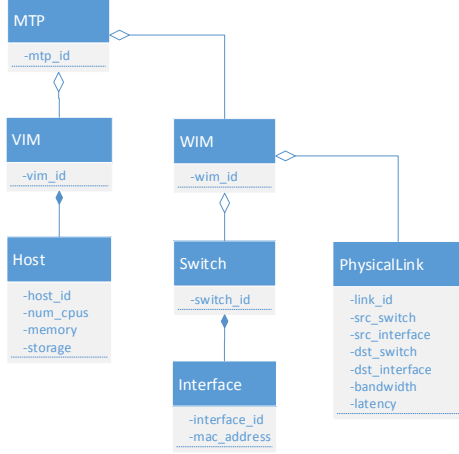 MTP
-mtp_id
VIM
-vim_id
WIM
-wim_id
Host
-host_id
-num_cpus
-memory
-storage
Switch
-switch_id
PhysicalLink
-link_id
-src_switch
-src_interface
-dst_switch
-dst_interface
-bandwidth
-latency
Interface
-interface_id
-mac_address